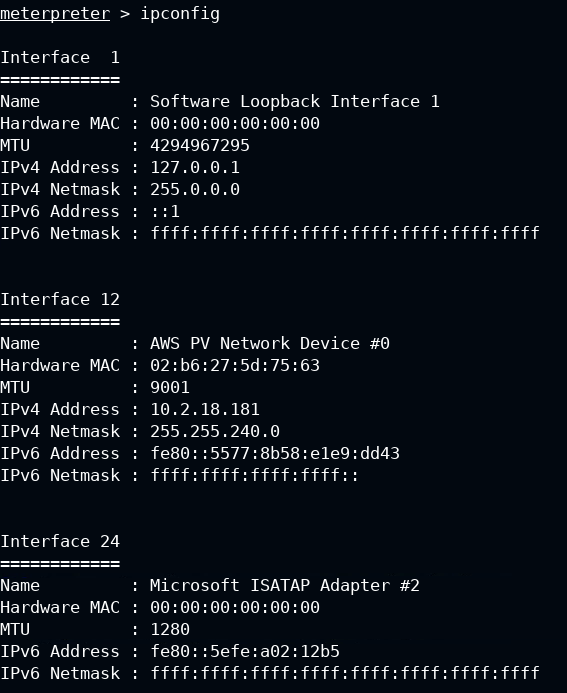 meterpreter > ipconfig
Interface  1
============
Name         : Software Loopback Interface 1
Hardware MAC : 00:00:00:00:00:00
MTU          : 4294967295
IPv4 Address : 127.0.0.1
IPv4 Netmask : 255.0.0.0
IPv6 Address : ::1
IPv6 Netmask : ffff:ffff:ffff:ffff:ffff:ffff:ffff:ffff
Interface 12
============
Name         : AWS PV Network Device #0
Hardware MAC : 02:b6:27:5d:75:63
MTU          : 9001
IPv4 Address : 10.2.18.181
IPv4 Netmask : 255.255.240.0
IPv6 Address : fe80::5577:8b58:e1e9:dd43
IPv6 Netmask : ffff:ffff:ffff:ffff::
Interface 24
============
Name         : Microsoft ISATAP Adapter #2
Hardware MAC : 00:00:00:00:00:00
MTU          : 1280
IPv6 Address : fe80::5efe:a02:12b5
IPv6 Netmask : ffff:ffff:ffff:ffff:ffff:ffff:ffff:ffff